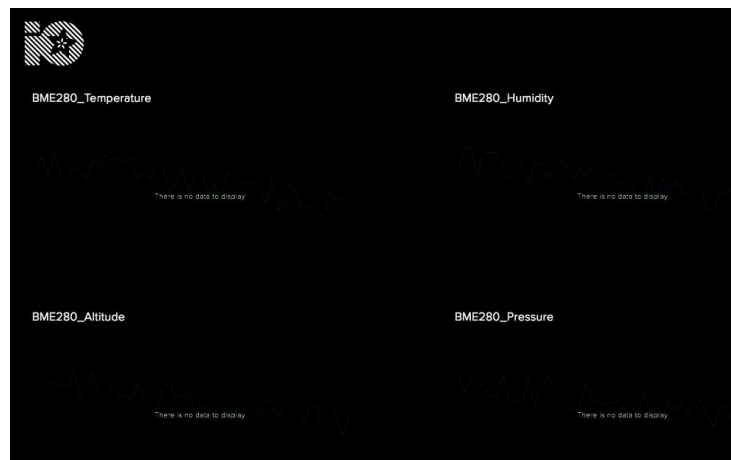 iO
BME280_Temperature
BME280_Humidity
There is no data to display
There is no data to display
BME280_Altitude
BME280_Pressure
There is no data to display
There is no data to display